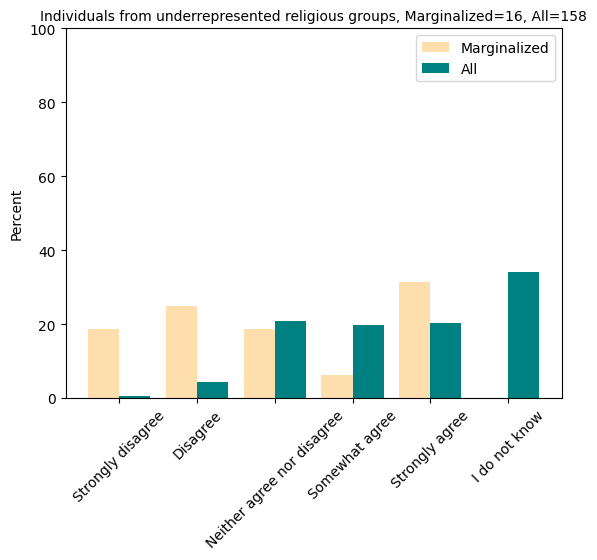 Individuals from underrepresented religious groups, Marginalized=16, All=158
Marginalized
All
Percent
100
80
60
40
20
0
Strongly disagree
Disagree
Neither agree nor disagree
Somewhat agree
Strongly agree
I do not know